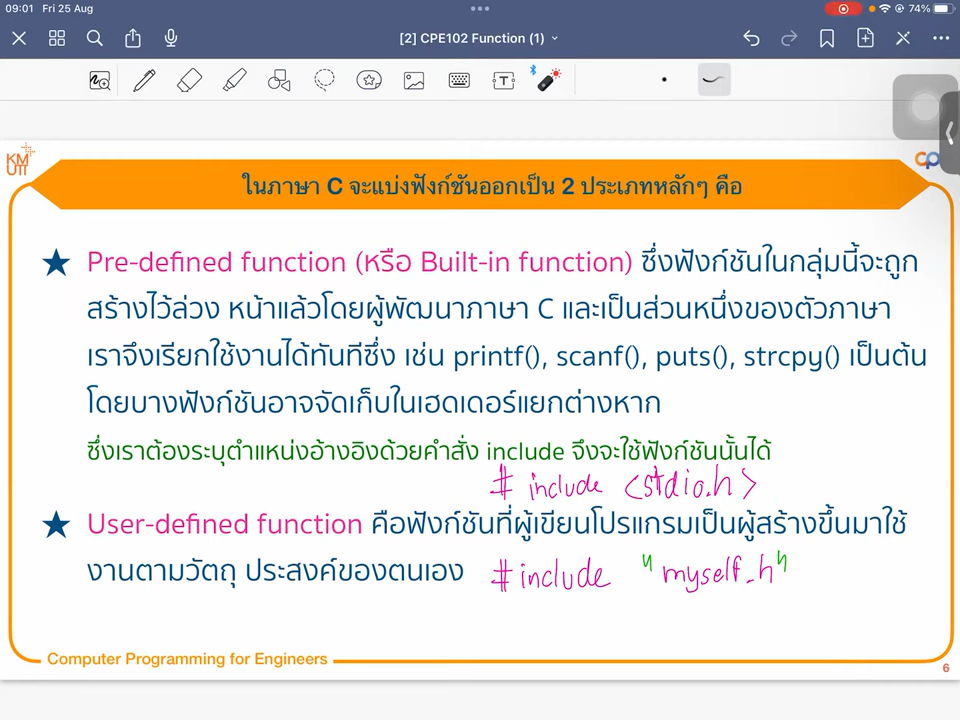 09:01 Fri 25 Aug
74%
[2] CPE102 Function (1)
T
KM
UTT
cp
ในภาษา C จะแบ่งฟังก์ชันออกเป็น 2 ประเภทหลักๆ คือ
★ Pre-defined function (หรือ Built-in function) ซึ่งฟังก์ชันในกลุ่มนี้จะถูก
สร้างไว้ล่วง หน้าแล้วโดยผู้พัฒนาภาษา C และเป็นส่วนหนึ่งของตัวภาษา
เราจึงเรียกใช้งานได้ทันทีซึ่ง เช่น printf(), scanf(), puts(), strcpy() เป็นต้น
โดยบางฟังก์ชันอาจจัดเก็บในเฮดเดอร์แยกต่างหาก
ซึ่งเราต้องระบุตำแหน่งอ้างอิงด้วยคำสั่ง include จึงจะใช้ฟังก์ชันนั้นได้
# include <stdio.h>
★ User-defined function คือฟังก์ชันที่ผู้เขียนโปรแกรมเป็นผู้สร้างขึ้นมาใช้
งานตามวัตถุ ประสงค์ของตนเอง
#include "myself.h"
Computer Programming for Engineers
6